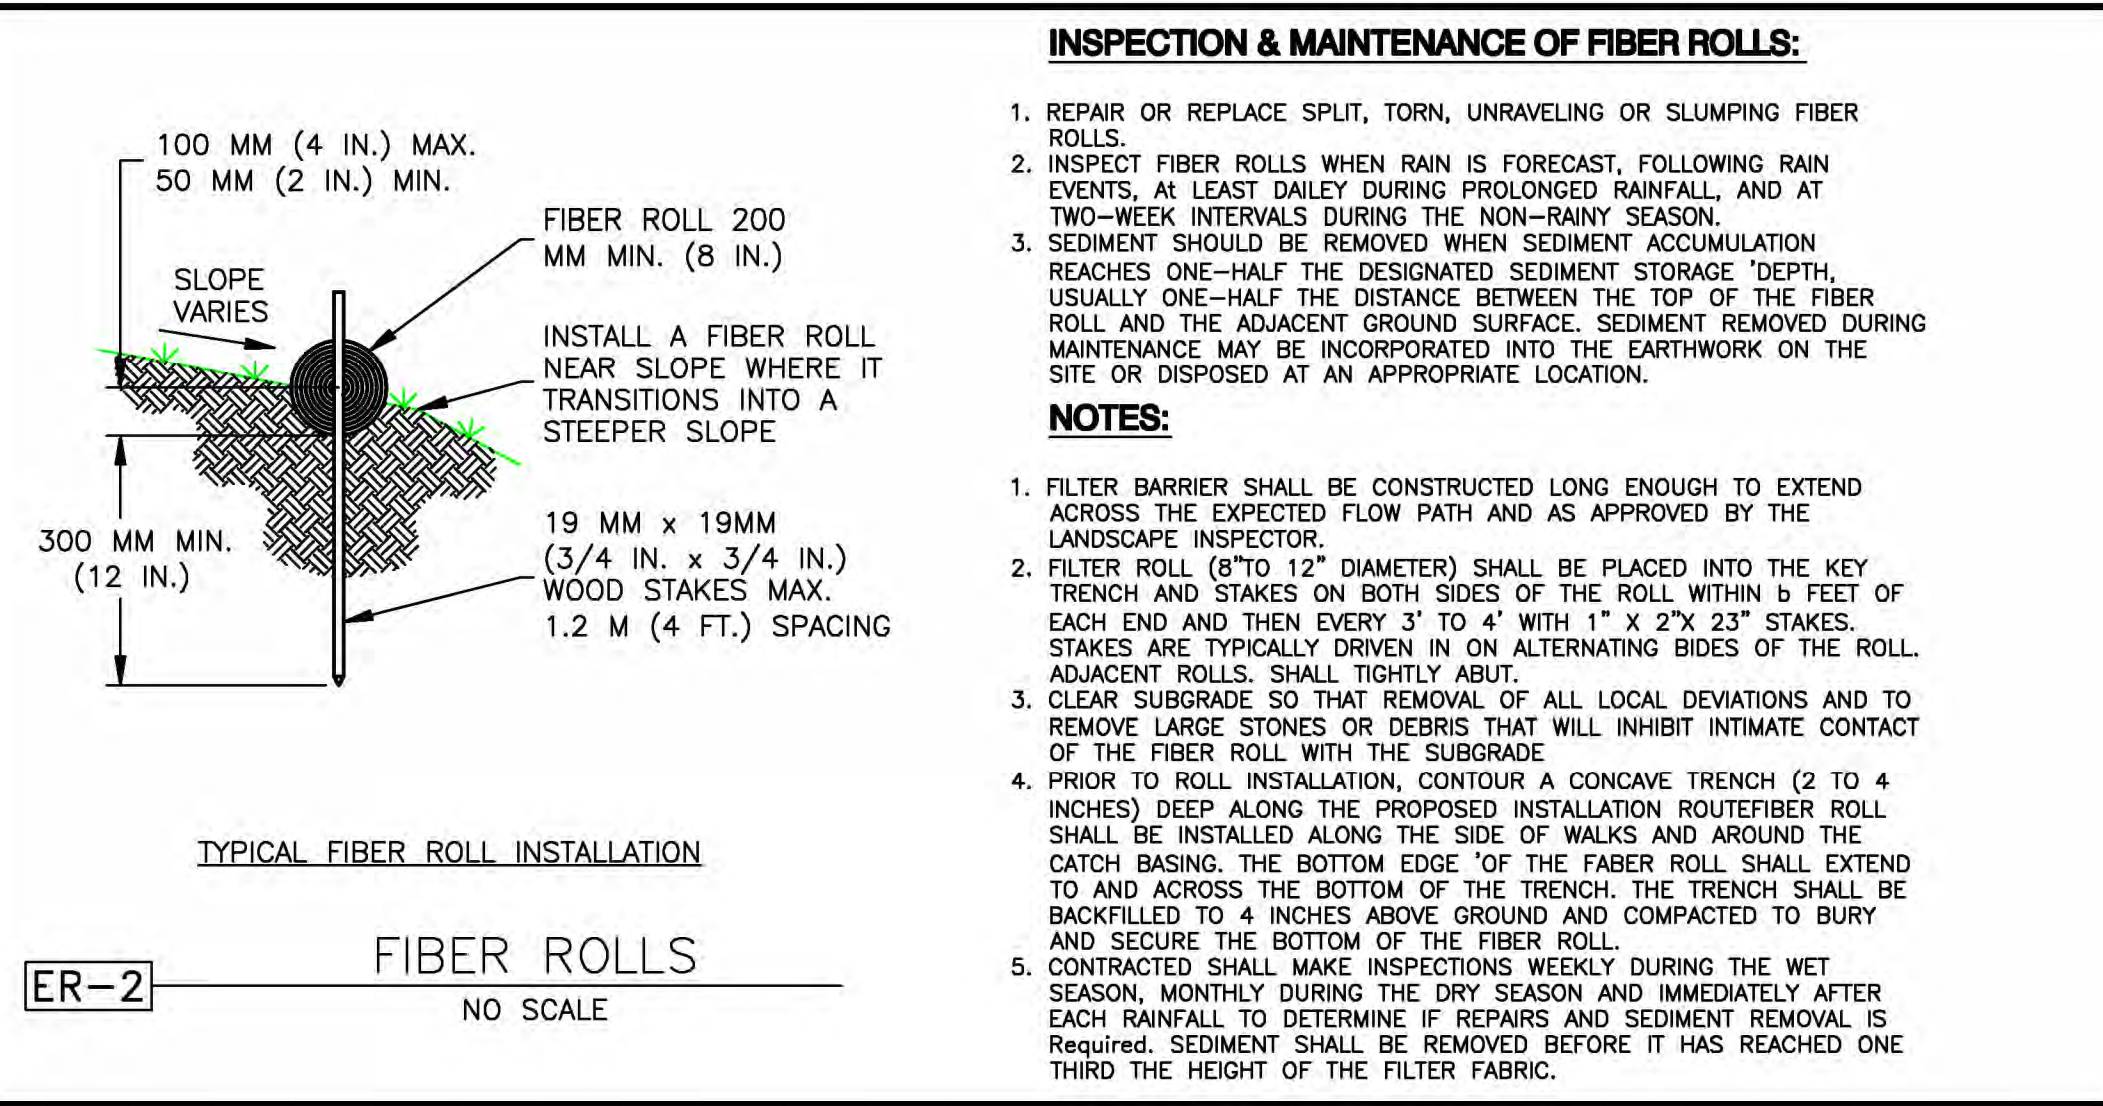 100 MM (4 IN.) MAX.
50 MM (2 IN.) MIN.
FIBER ROLL 200
MM MIN. (8 IN.)
SLOPE
VARIES
INSTALL A FIBER ROLL
NEAR SLOPE WHERE IT
TRANSITIONS INTO A
STEEPER SLOPE
300 MM MIN.
(12 IN.)
19 MM x 19MM
(3/4 IN. x 3/4 IN.)
WOOD STAKES MAX.
1.2 M (4 FT.) SPACING
TYPICAL FIBER ROLL INSTALLATION
ER-2
FIBER ROLLS
NO SCALE
INSPECTION & MAINTENANCE OF FIBER ROLLS:
1. REPAIR OR REPLACE SPLIT, TORN, UNRAVELING OR SLUMPING FIBER
ROLLS.
2. INSPECT FIBER ROLLS WHEN RAIN IS FORECAST, FOLLOWING RAIN
EVENTS, At LEAST DAILEY DURING PROLONGED RAINFALL, AND AT
TWO-WEEK INTERVALS DURING THE NON-RAINY SEASON.
3. SEDIMENT SHOULD BE REMOVED WHEN SEDIMENT ACCUMULATION
REACHES ONE-HALF THE DESIGNATED SEDIMENT STORAGE 'DEPTH,
USUALLY ONE-HALF THE DISTANCE BETWEEN THE TOP OF THE FIBER
ROLL AND THE ADJACENT GROUND SURFACE. SEDIMENT REMOVED DURING
MAINTENANCE MAY BE INCORPORATED INTO THE EARTHWORK ON THE
SITE OR DISPOSED AT AN APPROPRIATE LOCATION.
NOTES:
1. FILTER BARRIER SHALL BE CONSTRUCTED LONG ENOUGH TO EXTEND
ACROSS THE EXPECTED FLOW PATH AND AS APPROVED BY THE
LANDSCAPE INSPECTOR.
2. FILTER ROLL (8"TO 12" DIAMETER) SHALL BE PLACED INTO THE KEY
TRENCH AND STAKES ON BOTH SIDES OF THE ROLL WITHIN b FEET OF
EACH END AND THEN EVERY 3' TO 4' WITH 1" X 2"X 23" STAKES.
STAKES ARE TYPICALLY DRIVEN IN ON ALTERNATING BIDES OF THE ROLL.
ADJACENT ROLLS. SHALL TIGHTLY ABUT.
3. CLEAR SUBGRADE SO THAT REMOVAL OF ALL LOCAL DEVIATIONS AND TO
REMOVE LARGE STONES OR DEBRIS THAT WILL INHIBIT INTIMATE CONTACT
OF THE FIBER ROLL WITH THE SUBGRADE
4. PRIOR TO ROLL INSTALLATION, CONTOUR A CONCAVE TRENCH (2 TO 4
INCHES) DEEP ALONG THE PROPOSED INSTALLATION ROUTEFIBER ROLL
SHALL BE INSTALLED ALONG THE SIDE OF WALKS AND AROUND THE
CATCH BASING. THE BOTTOM EDGE 'OF THE FABER ROLL SHALL EXTEND
TO AND ACROSS THE BOTTOM OF THE TRENCH. THE TRENCH SHALL BE
BACKFILLED TO 4 INCHES ABOVE GROUND AND COMPACTED TO BURY
AND SECURE THE BOTTOM OF THE FIBER ROLL.
5. CONTRACTED SHALL MAKE INSPECTIONS WEEKLY DURING THE WET
SEASON, MONTHLY DURING THE DRY SEASON AND IMMEDIATELY AFTER
EACH RAINFALL TO DETERMINE IF REPAIRS AND SEDIMENT REMOVAL IS
Required. SEDIMENT SHALL BE REMOVED BEFORE IT HAS REACHED ONE
THIRD THE HEIGHT OF THE FILTER FABRIC.